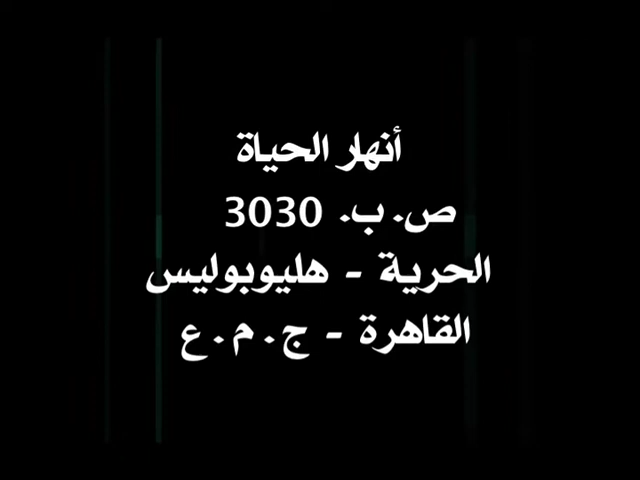 أنهار الحياة
ص. ب. 3030
الحرية - هليوبوليس
القاهرة - ج. م. ع